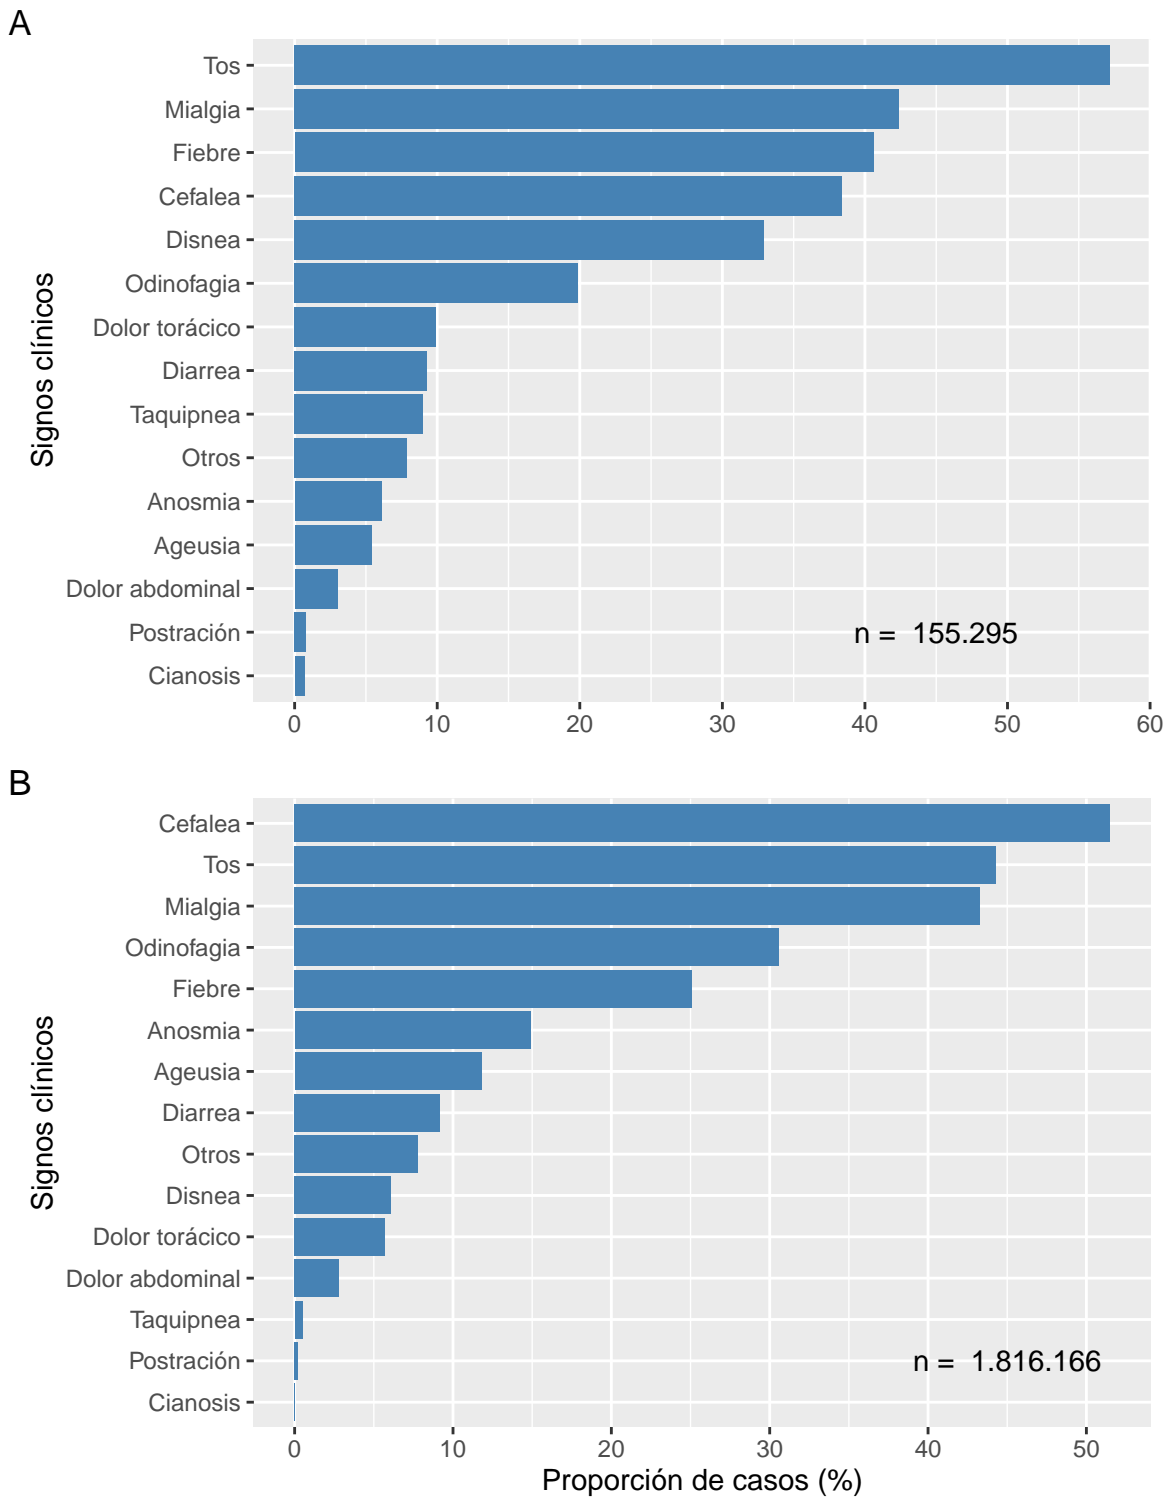 A
Signos clínicos
Tos
Mialgia
Fiebre
Cefalea
Disnea
Odinofagia
Dolor torácico
Diarrea
Taquipnea
Otros
Anosmia
Ageusia
Dolor abdominal
Postración
Cianosis
n = 155.295
0 10 20 30 40 50 60
B
Signos clínicos
Cefalea
Tos
Mialgia
Odinofagia
Fiebre
Anosmia
Ageusia
Diarrea
Otros
Disnea
Dolor torácico
Dolor abdominal
Taquipnea
Postración
Cianosis
n = 1.816.166
0 10 20 30 40 50
Proporción de casos (%)